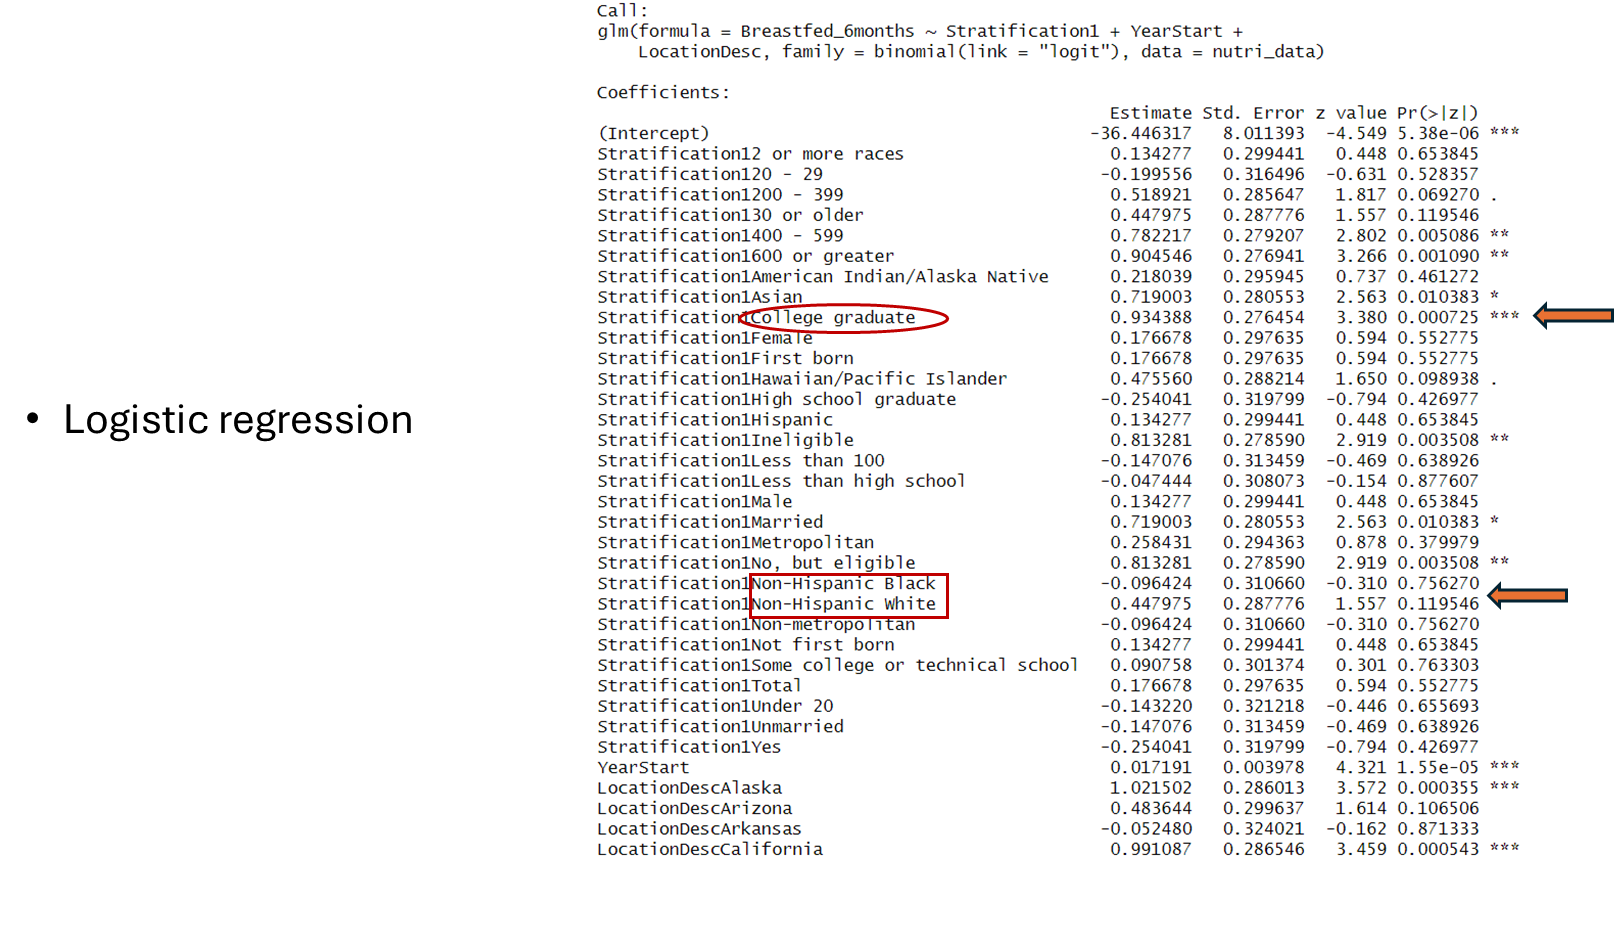 Call:
glm(formula = Breastfed_6months ~ Stratification1 + YearStart +
LocationDesc, family = binomial(link = "logit"), data = nutri_data)
Coefficients:
Estimate Std. Error z value Pr(>|z|)
(Intercept) -36.446317 8.011393 -4.549 5.38e-06 ***
Stratification12 or more races 0.134277 0.299441 0.448 0.653845
Stratification120 - 29 -0.199556 0.316496 -0.631 0.528357
Stratification1200 - 399 0.518921 0.285647 1.817 0.069270 .
Stratification130 or older 0.447975 0.287776 1.557 0.119546
Stratification1400 - 599 0.782217 0.279207 2.802 0.005086 **
Stratification1600 or greater 0.904546 0.276941 3.266 0.001090 **
Stratification1American Indian/Alaska Native 0.218039 0.295945 0.737 0.461272
Stratification1Asian 0.719003 0.280553 2.563 0.010383 *
Stratification1College graduate 0.934388 0.276454 3.380 0.000725 ***
Stratification1Female 0.176678 0.297635 0.594 0.552775
Stratification1First born 0.176678 0.297635 0.594 0.552775
Stratification1Hawaiian/Pacific Islander 0.475560 0.288214 1.650 0.098938 .
Stratification1High school graduate -0.254041 0.319799 -0.794 0.426977
• Logistic regression
Stratification1Hispanic 0.134277 0.299441 0.448 0.653845
Stratification1Ineligible 0.813281 0.278590 2.919 0.003508 **
Stratification1Less than 100 -0.147076 0.313459 -0.469 0.638926
Stratification1Less than high school -0.047444 0.308073 -0.154 0.877607
Stratification1Male 0.134277 0.299441 0.448 0.653845
Stratification1Married 0.719003 0.280553 2.563 0.010383 *
Stratification1Metropolitan 0.258431 0.294363 0.878 0.379979
Stratification1No, but eligible 0.813281 0.278590 2.919 0.003508 **
Stratification1Non-Hispanic Black -0.096424 0.310660 -0.310 0.756270
Stratification1Non-Hispanic White 0.447975 0.287776 1.557 0.119546
Stratification1Non-metropolitan -0.096424 0.310660 -0.310 0.756270
Stratification1Not first born 0.134277 0.299441 0.448 0.653845
Stratification1Some college or technical school 0.090758 0.301374 0.301 0.763303
Stratification1Total 0.176678 0.297635 0.594 0.552775
Stratification1Under 20 -0.143220 0.321218 -0.446 0.655693
Stratification1Unmarried -0.147076 0.313459 -0.469 0.638926
Stratification1Yes -0.254041 0.319799 -0.794 0.426977
YearStart 0.017191 0.003978 4.321 1.55e-05 ***
LocationDescAlaska 1.021502 0.286013 3.572 0.000355 ***
LocationDescArizona 0.483644 0.299637 1.614 0.106506
LocationDescArkansas -0.052480 0.324021 -0.162 0.871333
LocationDescCalifornia 0.991087 0.286546 3.459 0.000543 ***